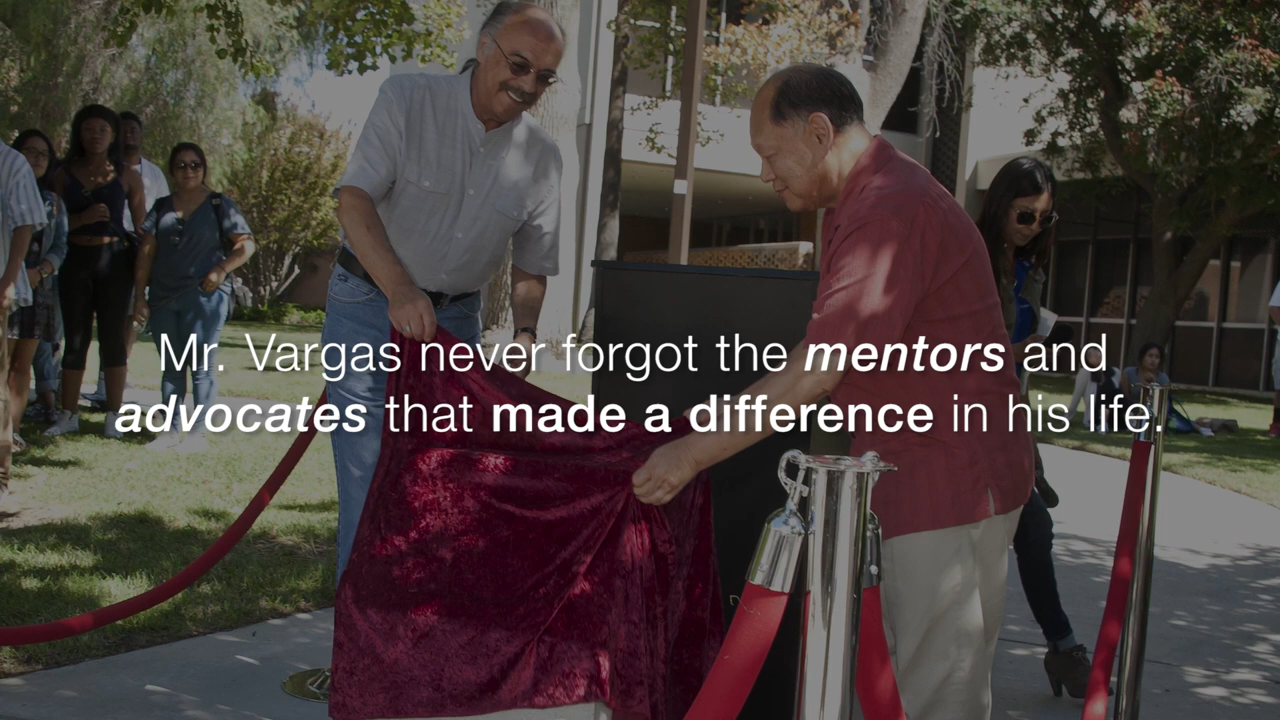 Mr. Vargas never forgot the mentors and
advocates that made a difference in his life.